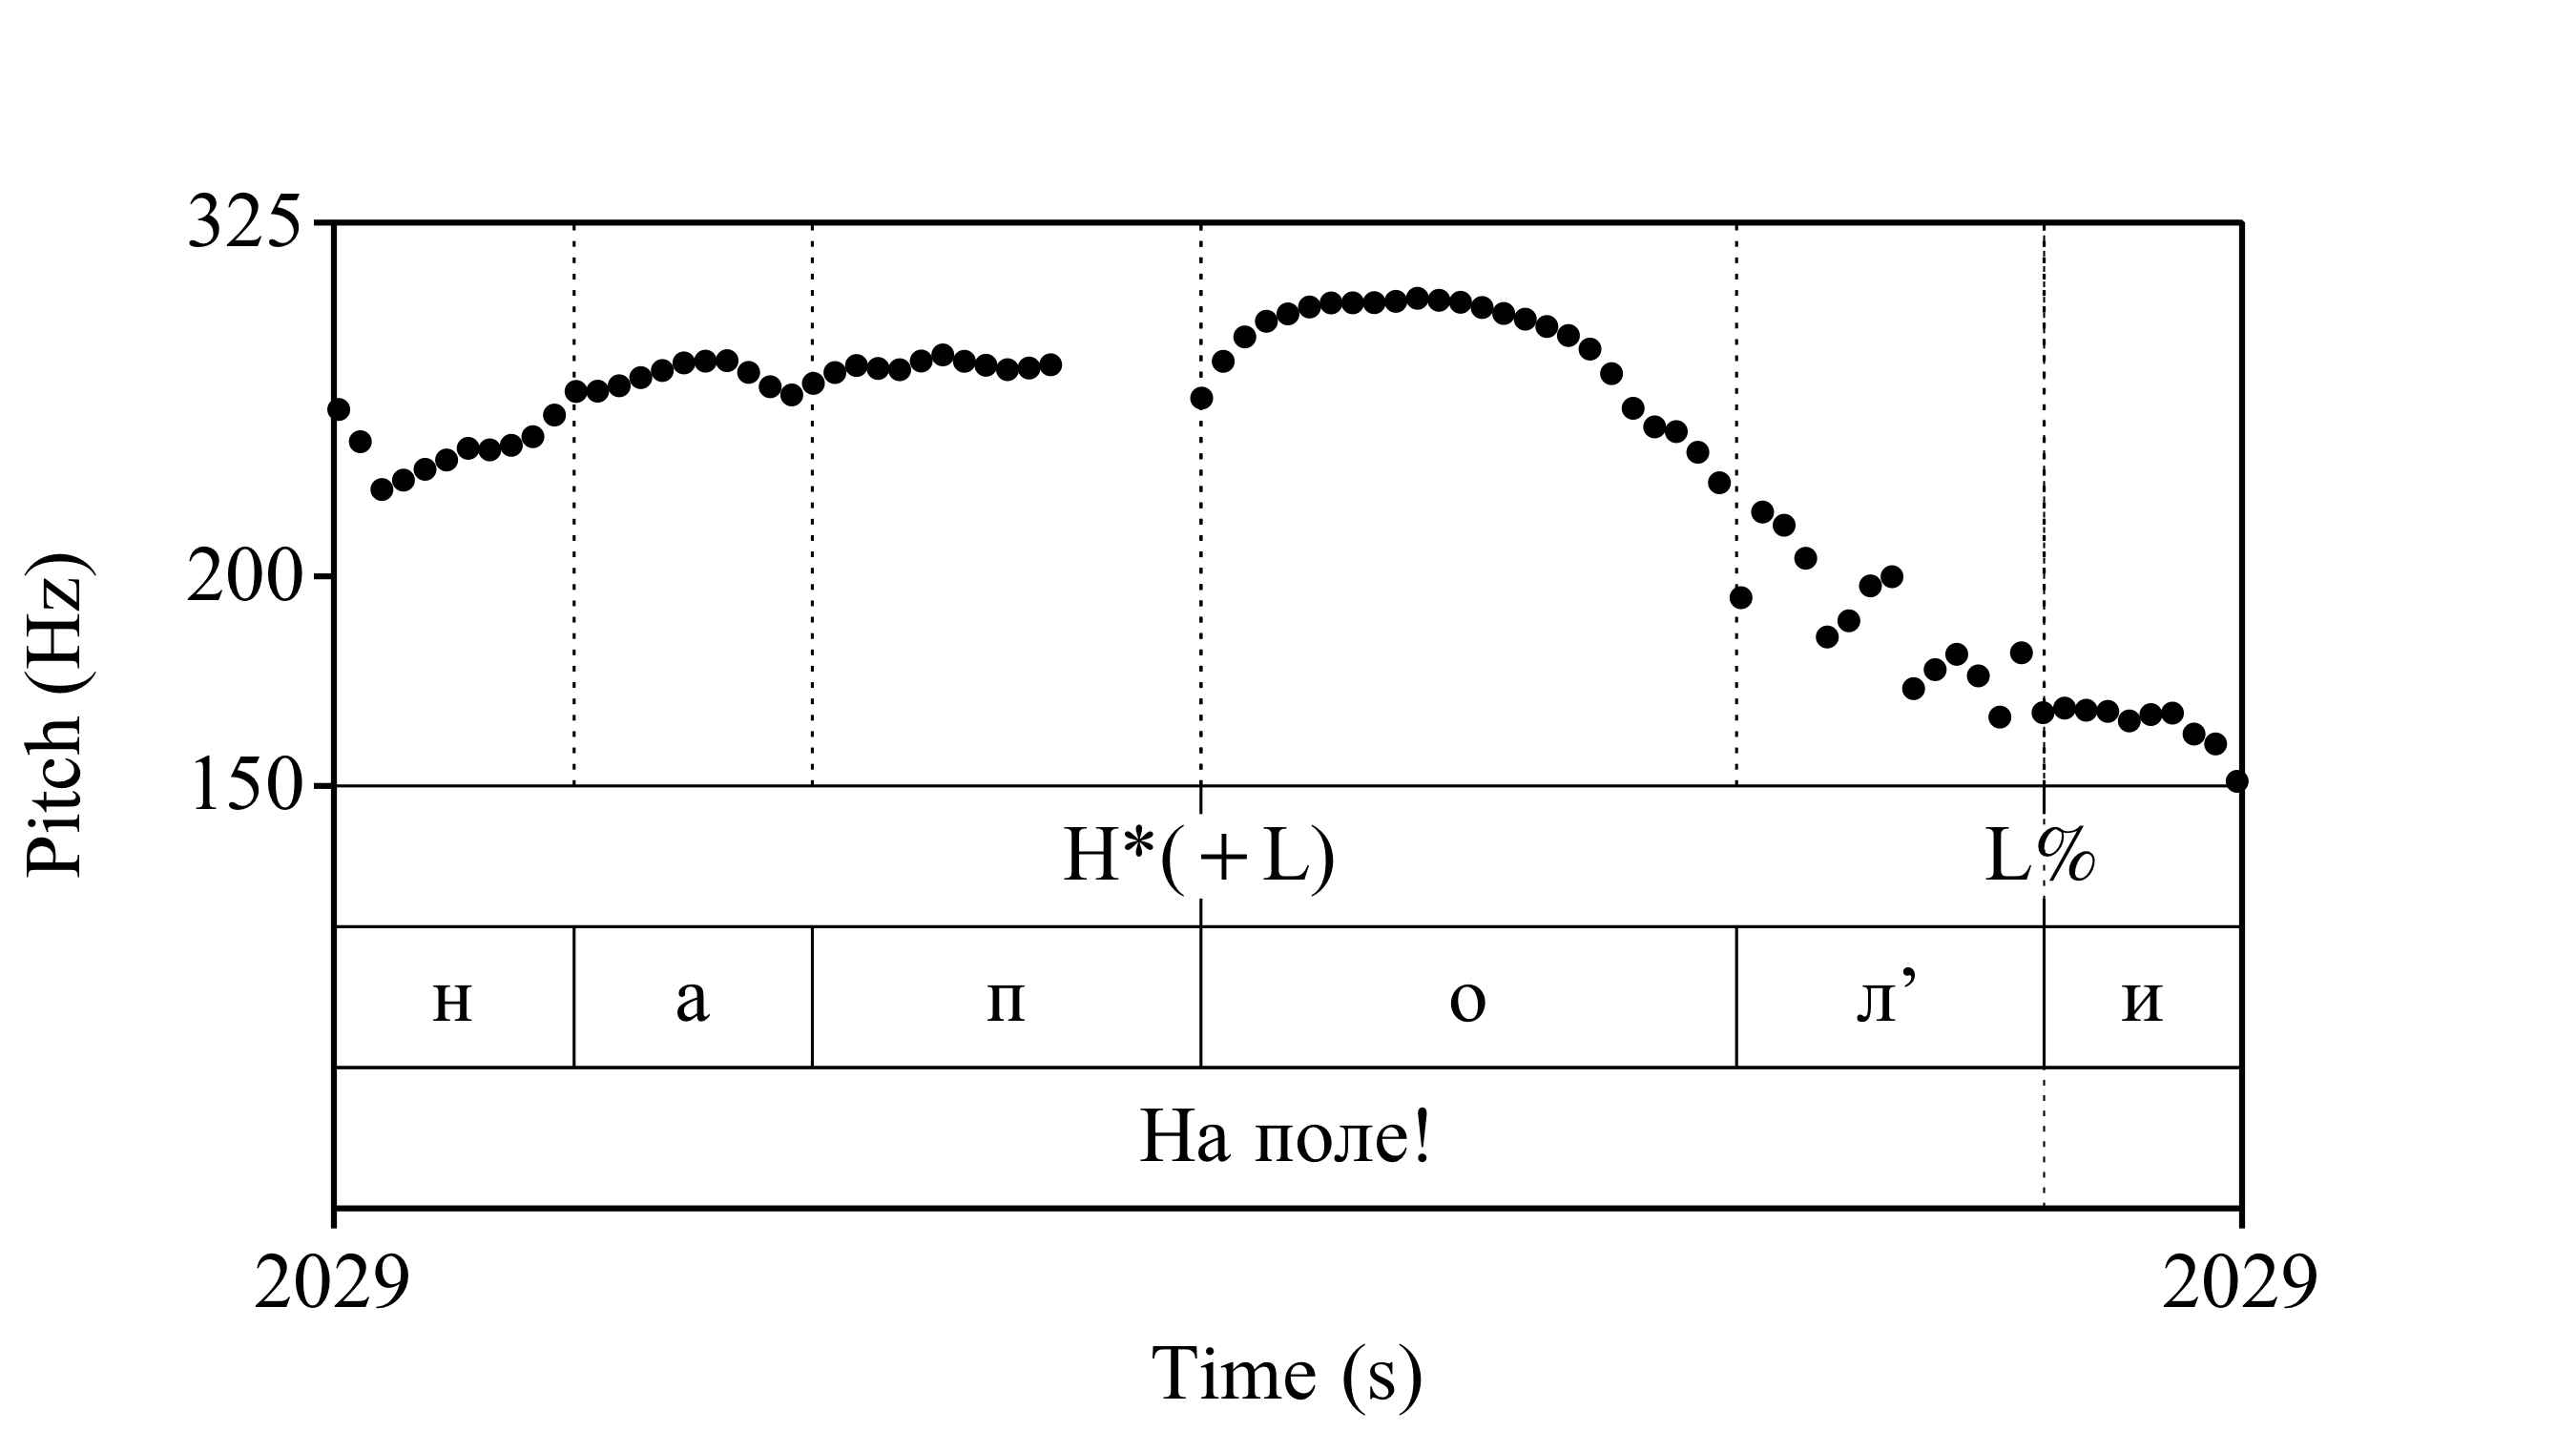 325
200
150
Pitch (Hz)
H*(+L) L%
н а п о л’ и
На поле!
2029 2029
Time (s)